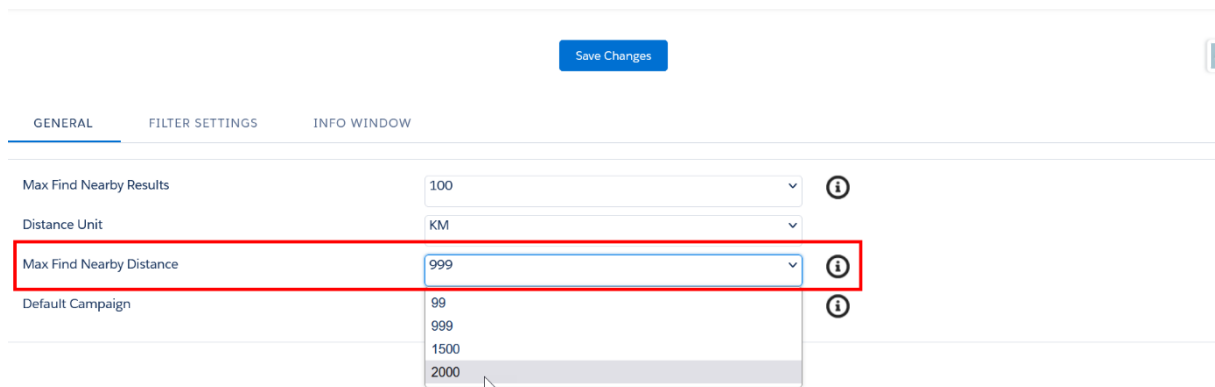 Save Changes
GENERAL FILTER SETTINGS INFO WINDOW
Max Find Nearby Results 100
Distance Unit KM
Max Find Nearby Distance 999
Default Campaign
99
999
1500
2000